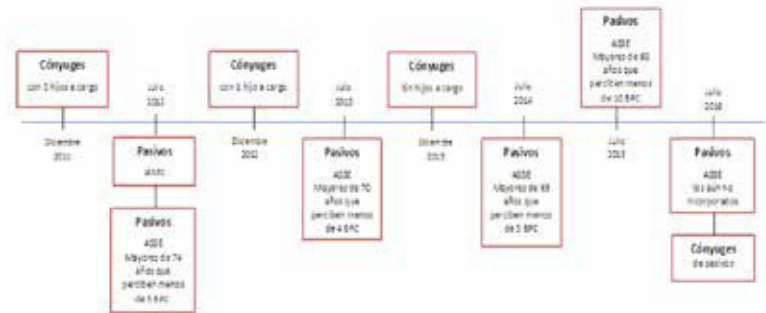 Cónyuges
con 2 hijos a cargo
Diciembre
2011
Julio
2012
Pasivos
Pasivos
ASSE
Mayores de 74
años que
perciben menos
de 3 BPC
Cónyuges
con 1 hijo a cargo
Diciembre
2012
Julio
2013
Pasivos
ASSE
Mayores de 70
años que
perciben menos
de 4 BPC
Cónyuges
Sin hijos a cargo
Diciembre
2013
Julio
2014
Pasivos
ASSE
Mayores de
años que
perciben menos
de 5 BPC
Pasivos
ASSE
Mayores de
años que
perciben menos
de 10 BPC
Julio
2015
Julio
2016
Pasivos
ASSE
los aún no
incorporados
Cónyuges
de pasivos